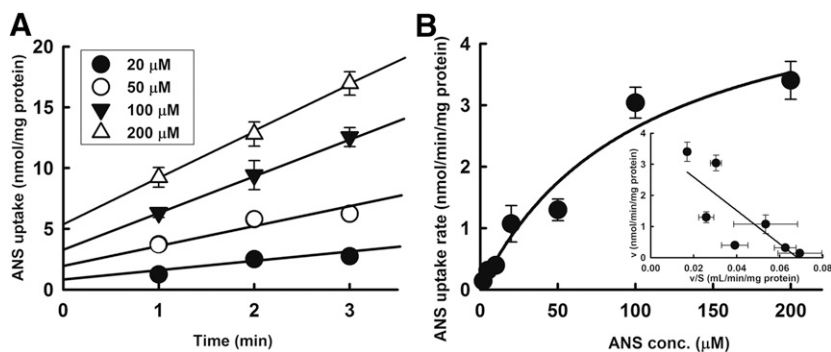 A
ANS uptake (nmol/mg protein)
20
15
10
5
0
20 μM
50 μM
100 μM
200 μM
0
1
2
3
Time (min)
B
ANS uptake rate (nmol/min/mg protein)
5
4
3
2
1
0
0
50
100
150
200
ANS conc. (μM)
v (nmol/min/mg protein)
4
3
2
1
0
0.00
0.02
0.04
0.06
0.08
v/S (mL/min/mg protein)